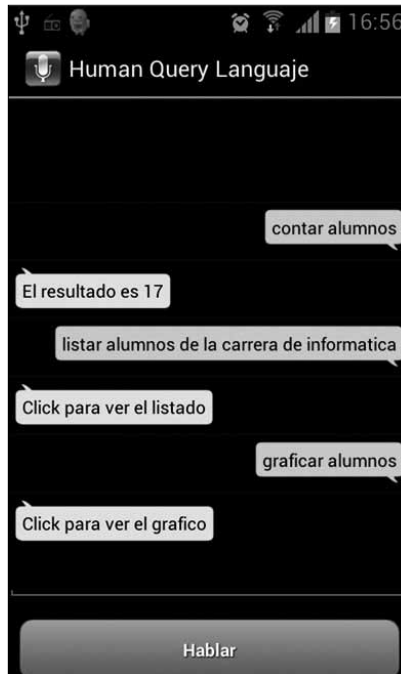 16:56
Human Query Languaje
contar alumnos
El resultado es 17
listar alumnos de la carrera de informatica
Click para ver el listado
graficar alumnos
Click para ver el grafico
Hablar